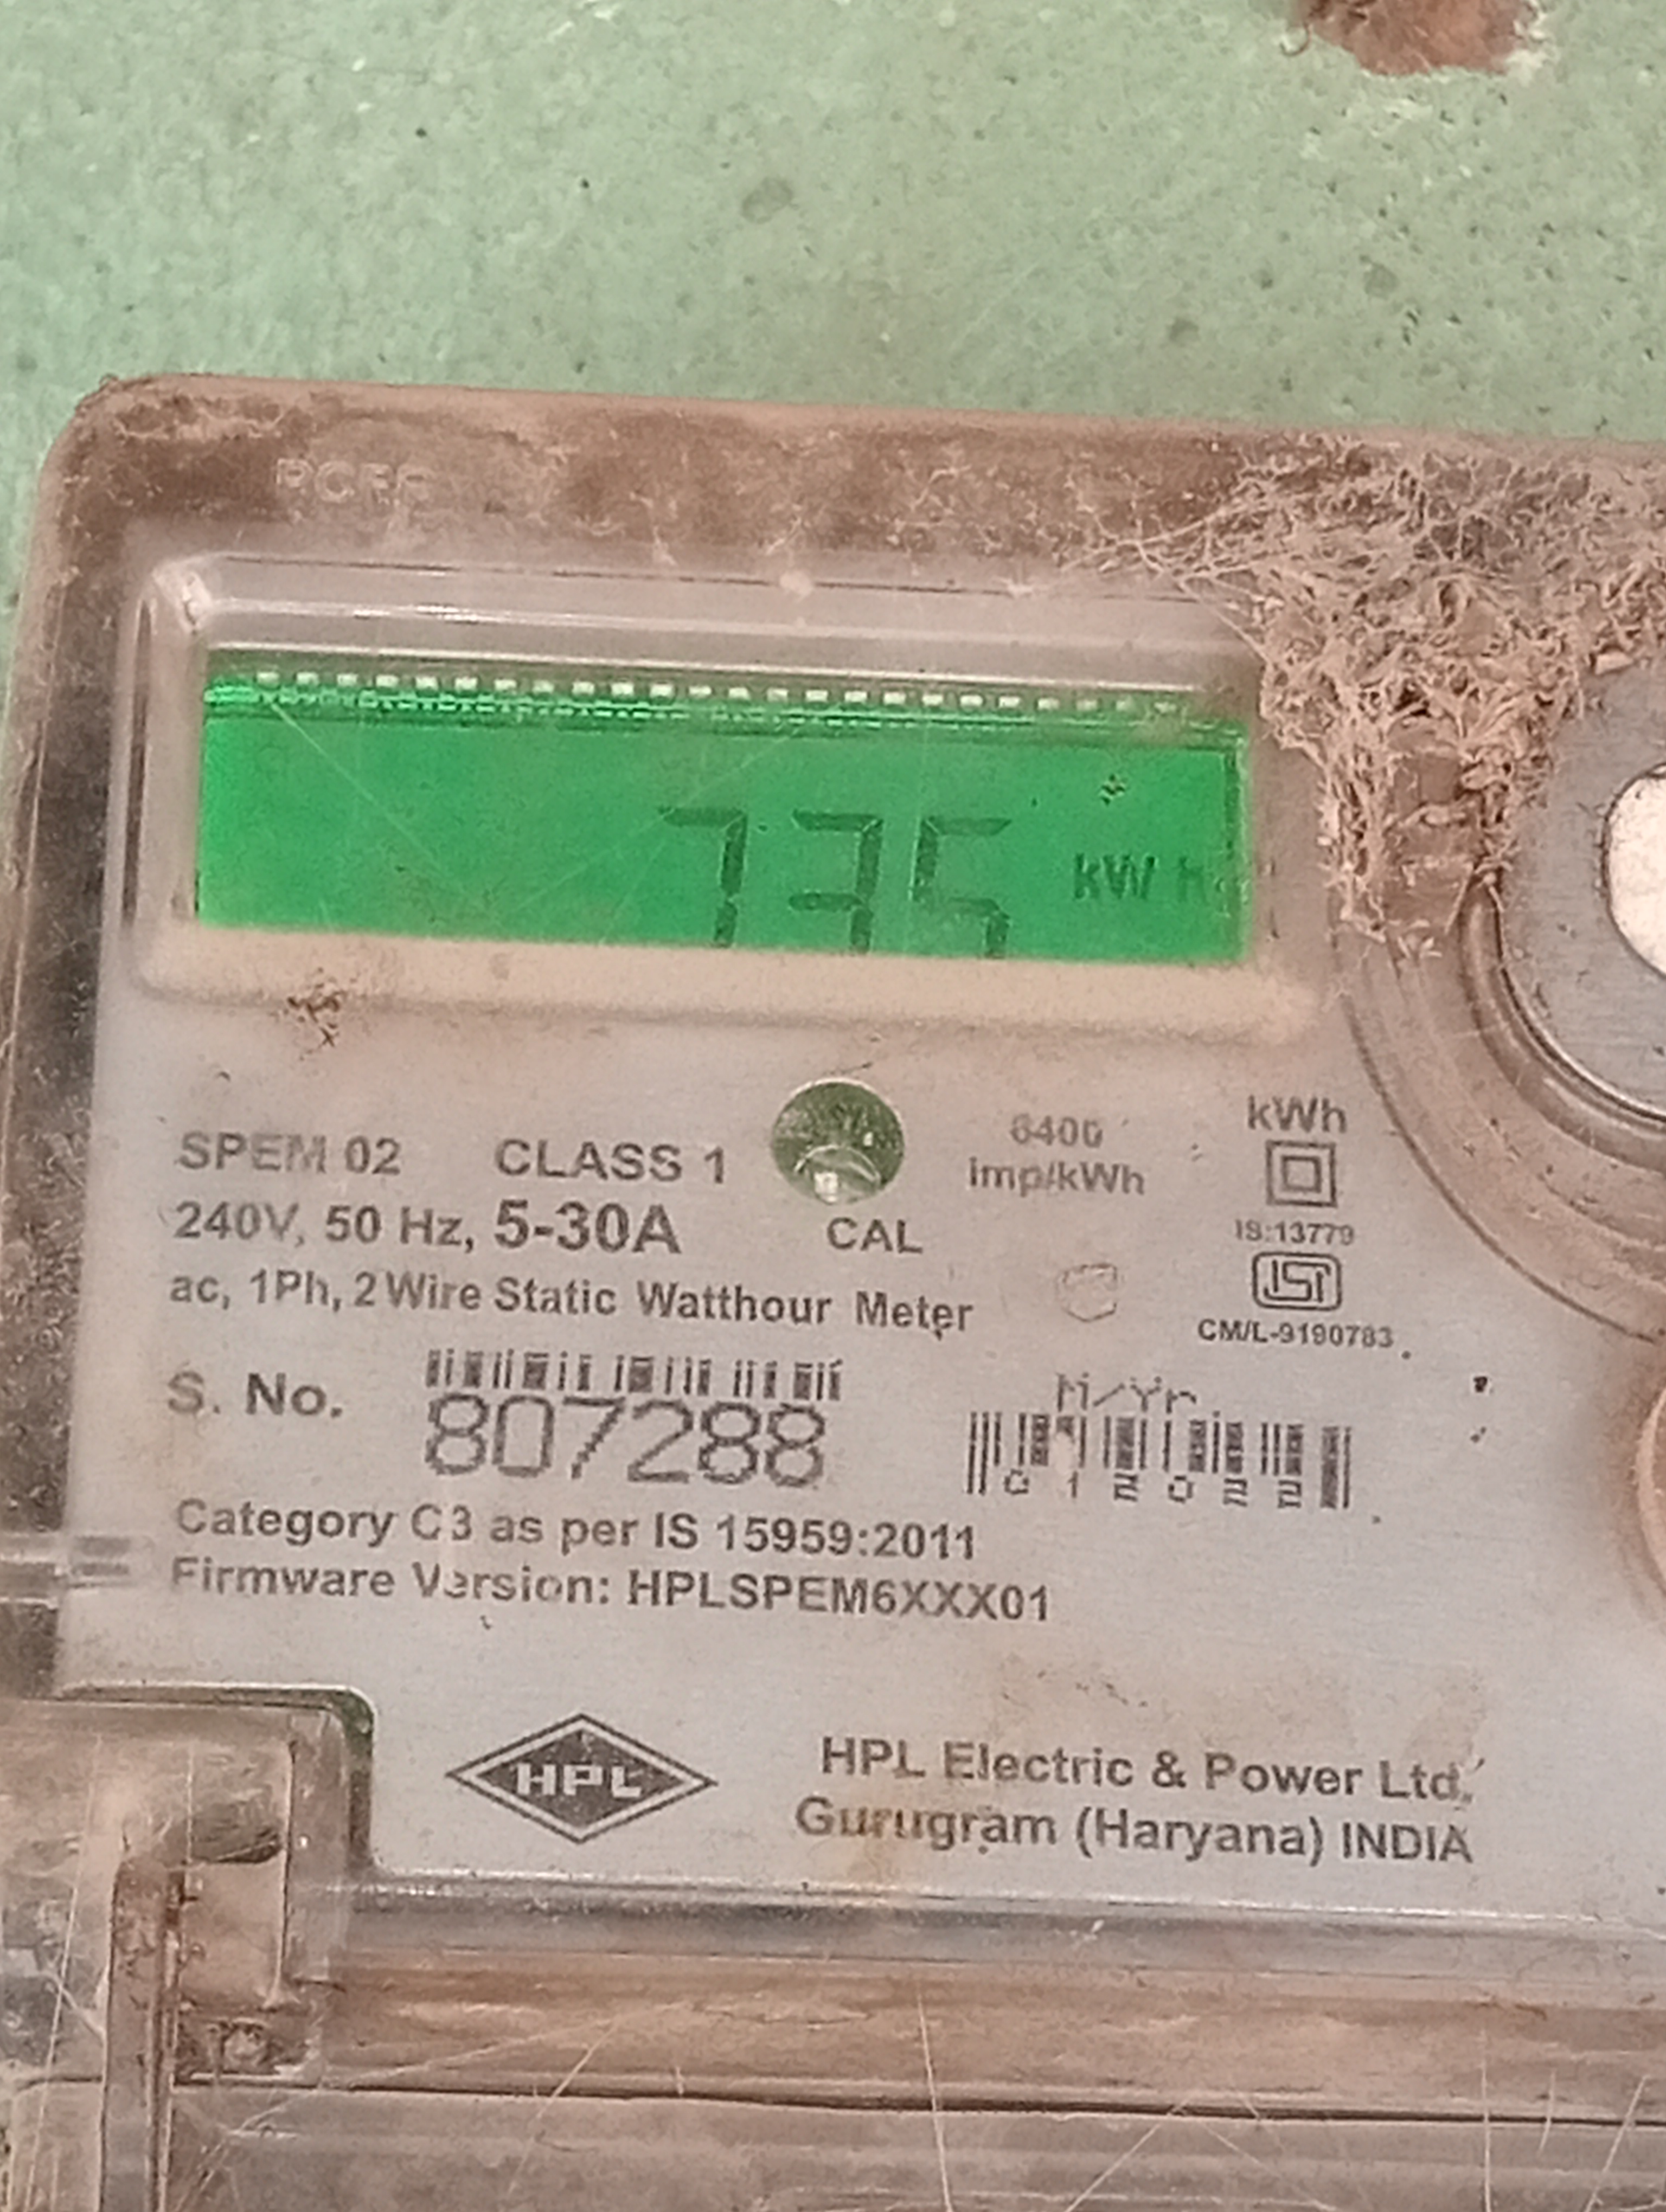 735 kWh
SPEM 02 CLASS 1
6400
imp/kWh
kWh
240V, 50 Hz, 5-30A
CAL
IS:13779
ac, 1Ph, 2 Wire Static Watthour Meter
ISI
CM/L-9190783
S. No. 807288
M/Yr
012022
Category C3 as per IS 15959:2011
Firmware Version: HPLSPEM6XXX01
HPL
HPL Electric & Power Ltd.
Gurugram (Haryana) INDIA